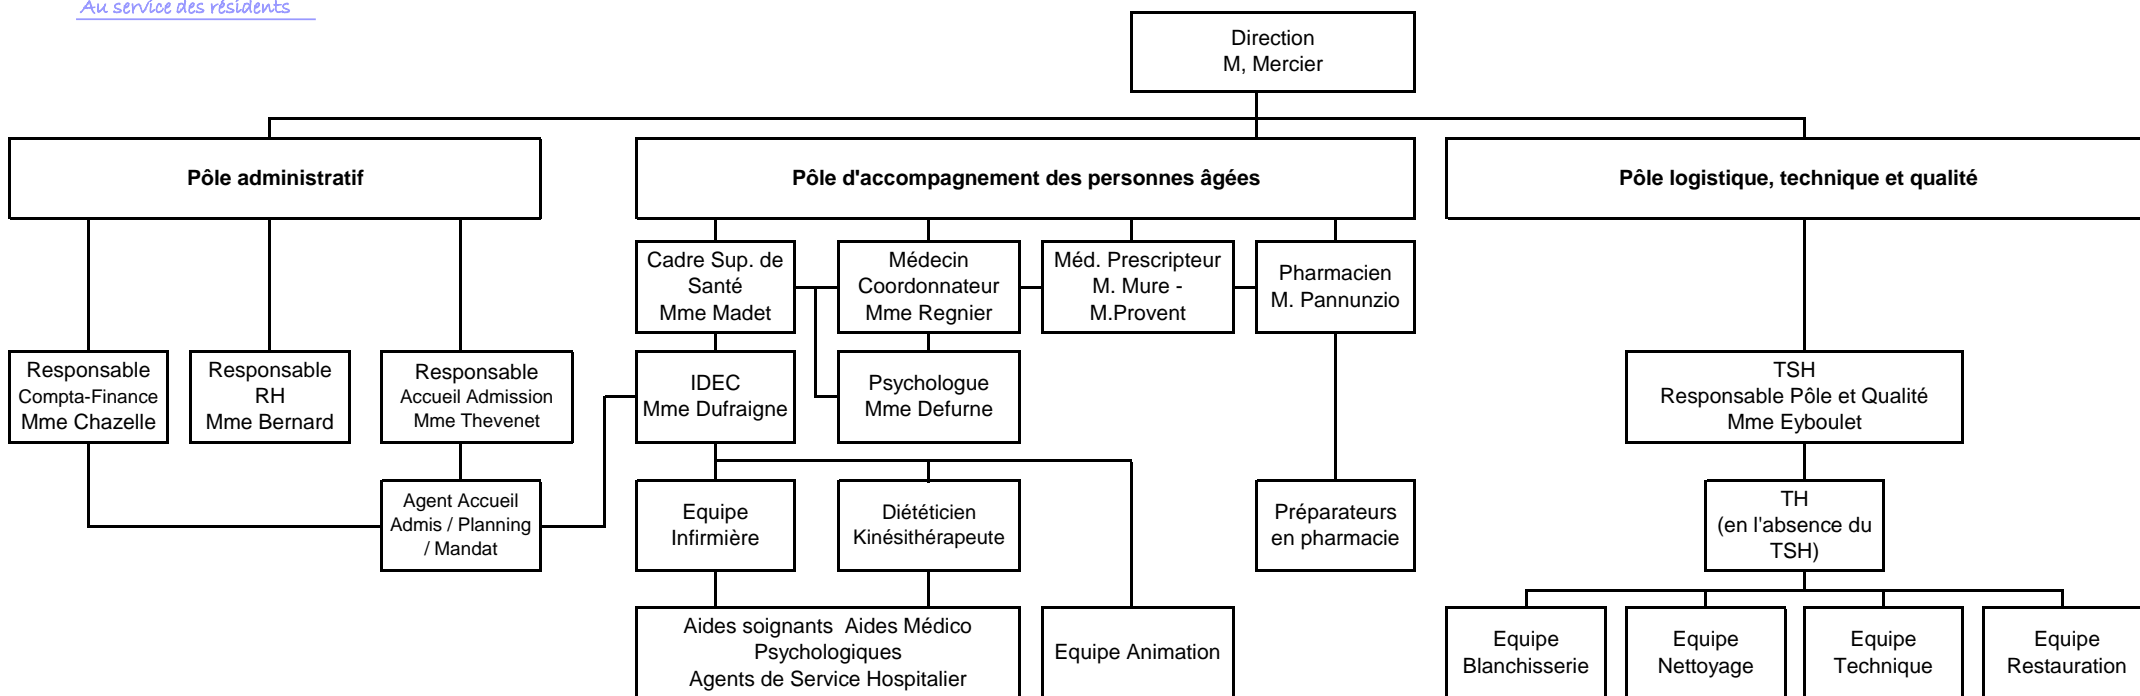 Au service des résidents
Direction
M, Mercier
Pôle administratif
Pôle d'accompagnement des personnes âgées
Pôle logistique, technique et qualité
Cadre Sup. de
Santé
Mme Madet
Médecin
Coordonnateur
Mme Regnier
Méd. Prescripteur
M. Mure -
M.Provent
Pharmacien
M. Pannunzio
Responsable
Compta-Finance
Mme Chazelle
Responsable
RH
Mme Bernard
Responsable
Accueil Admission
Mme Thevenet
IDEC
Mme Dufraigne
Psychologue
Mme Defurne
TSH
Responsable Pôle et Qualité
Mme Eyboulet
Agent Accueil
Admis / Planning
/ Mandat
Equipe
Infirmière
Diététicien
Kinésithérapeute
Préparateurs
en pharmacie
TH
(en l'absence du
TSH)
Aides soignants  Aides Médico
Psychologiques
Agents de Service Hospitalier
Equipe Animation
Equipe
Blanchisserie
Equipe
Nettoyage
Equipe
Technique
Equipe
Restauration